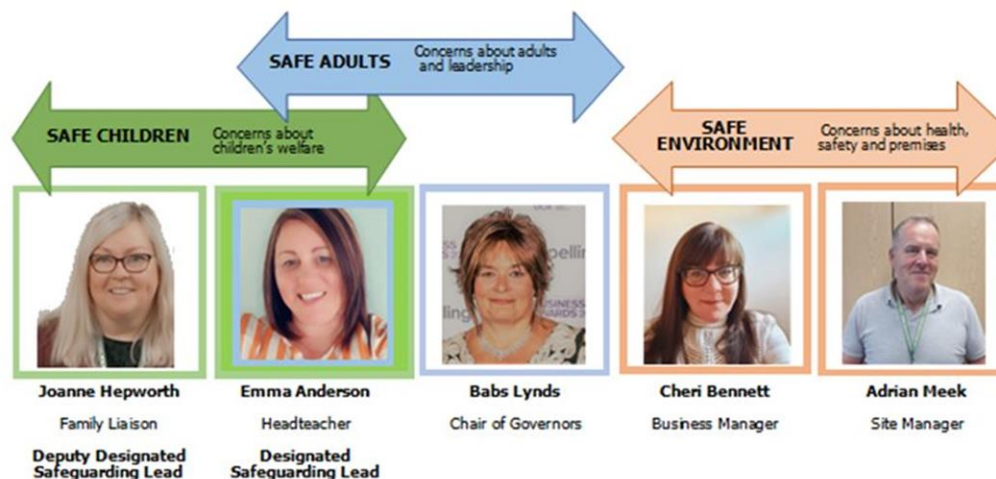 SAFE ADULTS
Concerns about adults
and leadership
SAFE CHILDREN
Concerns about
children's welfare
SAFE
ENVIRONMENT
Concerns about health,
safety and premises
Joanne Hepworth
Family Liaison
Deputy Designated
Safeguarding Lead
Emma Anderson
Headteacher
Designated
Safeguarding Lead
Babs Lynds
Chair of Governors
Cheri Bennett
Business Manager
Adrian Meek
Site Manager